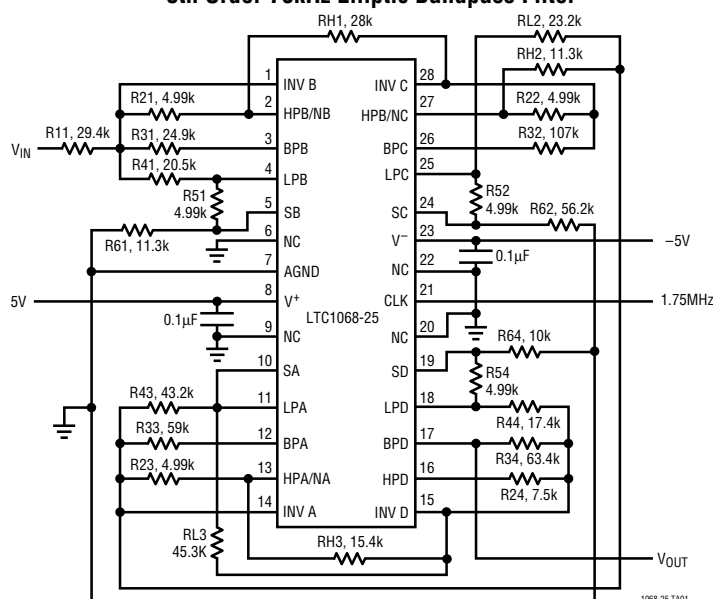 8th Order 70kHz Elliptic Bandpass Filter
RH1, 28k
RL2, 23.2k
RH2, 11.3k
1 INV B INV C 28
R21, 4.99k 2 HPB/NB HPB/NC 27 R22, 4.99k
R11, 29.4k
VIN
R31, 24.9k 3 BPB BPC 26 R32, 107k
R41, 20.5k 4 LPB LPC 25
R51
4.99k
R52
4.99k
5 SB SC 24
R62, 56.2k
R61, 11.3k
6 NC V– 23 –5V
0.1µF
7 AGND NC 22
5V 8 V+ CLK 21 1.75MHz
LTC1068-25
0.1µF
9 NC NC 20
R64, 10k
10 SA SD 19
R54
4.99k
R43, 43.2k 11 LPA LPD 18
R44, 17.4k
R33, 59k 12 BPA BPD 17
R34, 63.4k
R23, 4.99k 13 HPA/NA HPD 16
R24, 7.5k
14 INV A INV D 15
RL3
45.3K
RH3, 15.4k
VOUT
1068-25 TA01